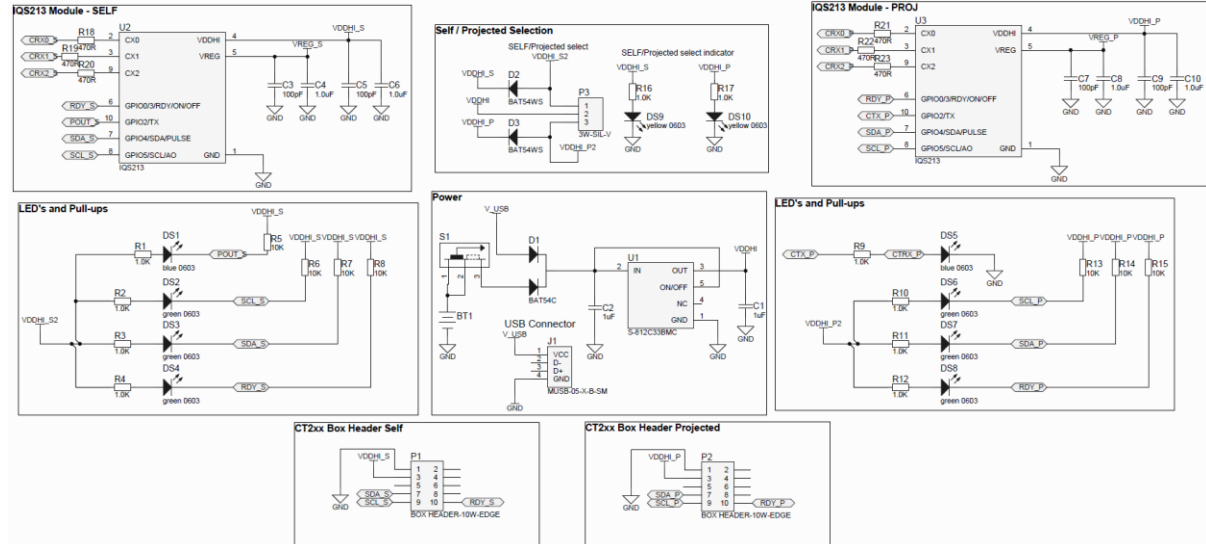 IQS213 Module - SELF
U2
R18
CRX0_S
470R
2
CX0
VDDHI
4
VDDHI_S
R19
CRX1_S
470R
3
CX1
VREG
5
VREG_S
R20
CRX2_S
470R
9
CX2
C3
100pF
C4
1.0uF
C5
100pF
C6
1.0uF
GND
GND
GND
GND
RDY_S
6
GPIO0/3/RDY/ON/OFF
POUT_S
10
GPIO2/TX
SDA_S
7
GPIO4/SDA/PULSE
SCL_S
8
GPIO5/SCL/AO
GND
1
IQS213
GND
Self / Projected Selection
SELF/Projected select
VDDHI_S2
VDDHI_S
D2
BAT54WS
VDDHI
VDDHI_P
D3
BAT54WS
P3
1
2
3
3W-SIL-V
VDDHI_P2
SELF/Projected select indicator
VDDHI_S
VDDHI_P
R16
1.0K
R17
1.0K
DS9
yellow 0603
DS10
yellow 0603
GND
GND
IQS213 Module - PROJ
U3
R21
CRX0_P
470R
2
CX0
VDDHI
4
VDDHI_P
R22
CRX1_P
470R
3
CX1
VREG
5
VREG_P
R23
CRX2_P
470R
9
CX2
C7
100pF
C8
1.0uF
C9
100pF
C10
1.0uF
GND
GND
GND
GND
RDY_P
6
GPIO0/3/RDY/ON/OFF
CTX_P
10
GPIO2/TX
SDA_P
7
GPIO4/SDA/PULSE
SCL_P
8
GPIO5/SCL/AO
GND
1
IQS213
GND
LED's and Pull-ups
VDDHI_S
DS1
R1
1.0K
blue 0603
POUT_S
R5
10K
VDDHI_S VDDHI_S VDDHI_S
R6
10K
R7
10K
R8
10K
DS2
R2
1.0K
green 0603
SCL_S
VDDHI_S2
DS3
R3
1.0K
green 0603
SDA_S
DS4
R4
1.0K
green 0603
RDY_S
Power
V_USB
S1
1
2
3
D1
BAT54C
BT1
GND
U1
2
IN
OUT
3
ON/OFF
5
NC
4
GND
1
S-812C33BMC
VDDHI
C2
1uF
C1
1uF
GND
GND
GND
USB Connector
V_USB
J1
1
VCC
2
D-
3
D+
4
GND
MUSB-05-X-B-SM
GND
LED's and Pull-ups
CTX_P
R9
1.0K
CTRX_P
DS5
blue 0603
GND
VDDHI_P VDDHI_P VDDHI_P
R13
10K
R14
10K
R15
10K
DS6
R10
1.0K
green 0603
SCL_P
VDDHI_P2
DS7
R11
1.0K
green 0603
SDA_P
DS8
R12
1.0K
green 0603
RDY_P
CT2xx Box Header Self
P1
VDDHI_S
1 2
3 4
5 6
SDA_S
7 8
SCL_S
9 10
RDY_S
GND
BOX HEADER-10W-EDGE
CT2xx Box Header Projected
P2
VDDHI_P
1 2
3 4
5 6
SDA_P
7 8
SCL_P
9 10
RDY_P
GND
BOX HEADER-10W-EDGE